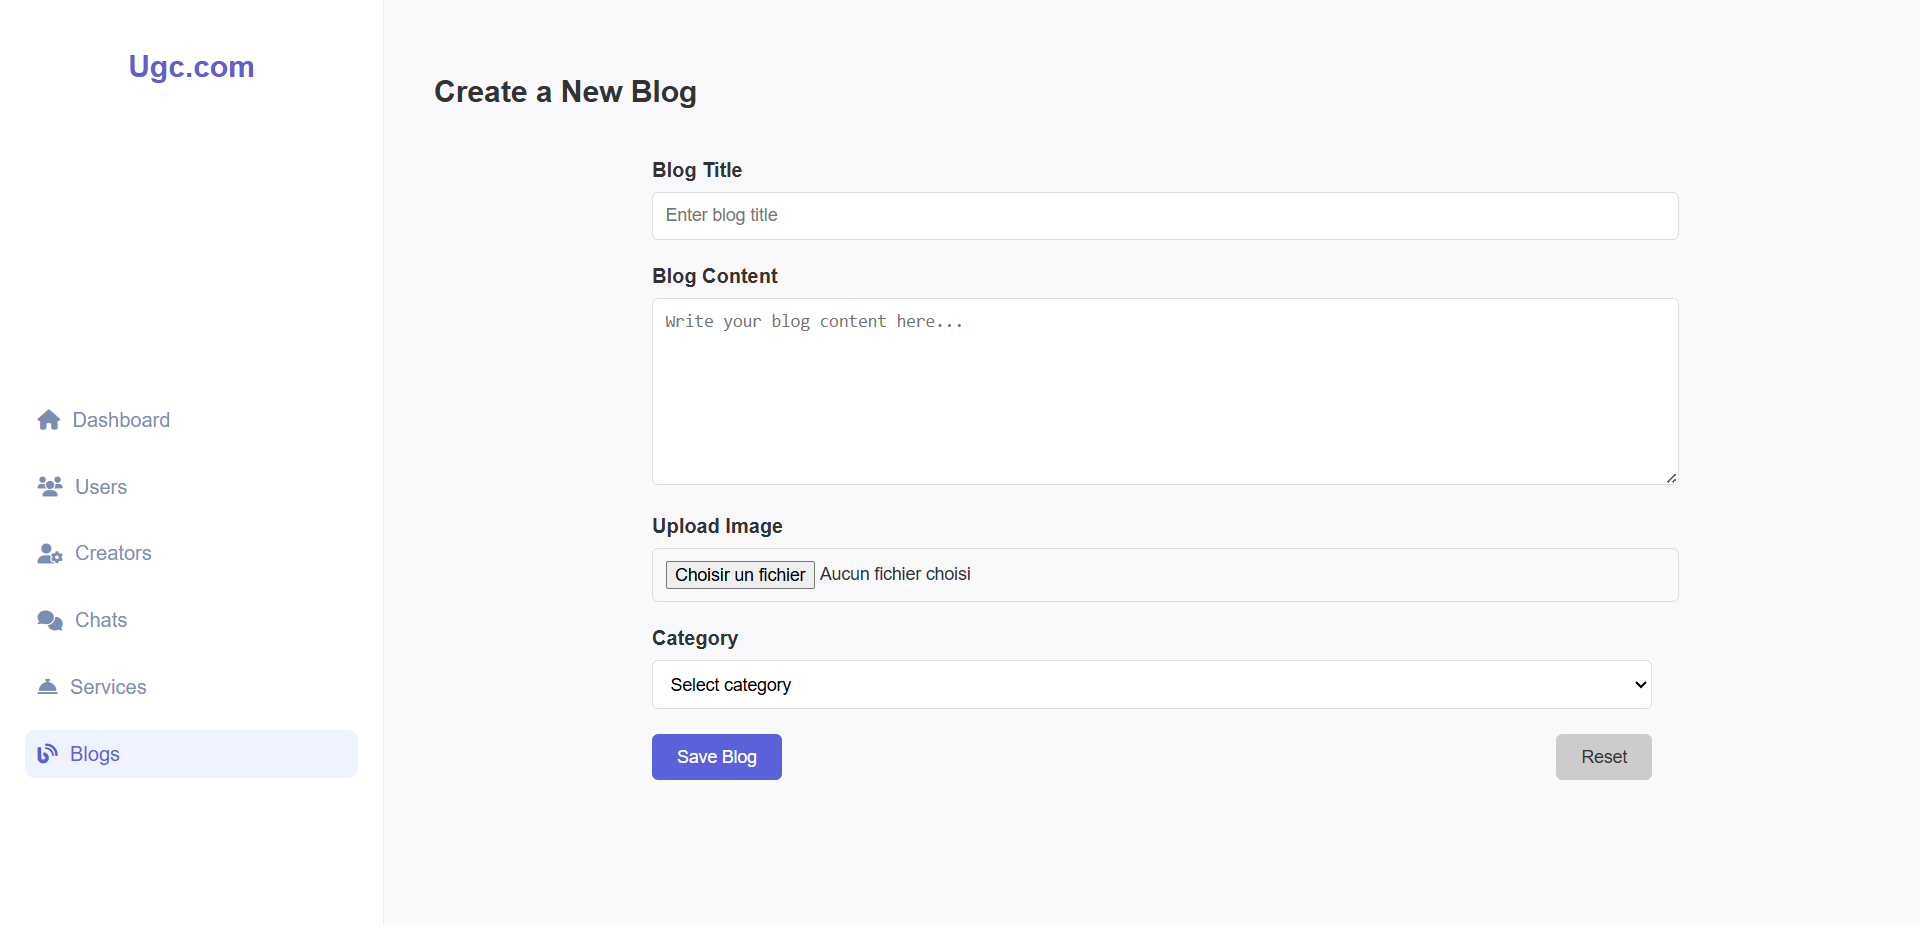 Ugc.com
Dashboard
Users
Creators
Chats
Services
Blogs
Create a New Blog
Blog Title
Enter blog title
Blog Content
Write your blog content here...
Upload Image
Choisir un fichier Aucun fichier choisi
Category
Select category
Save Blog
Reset